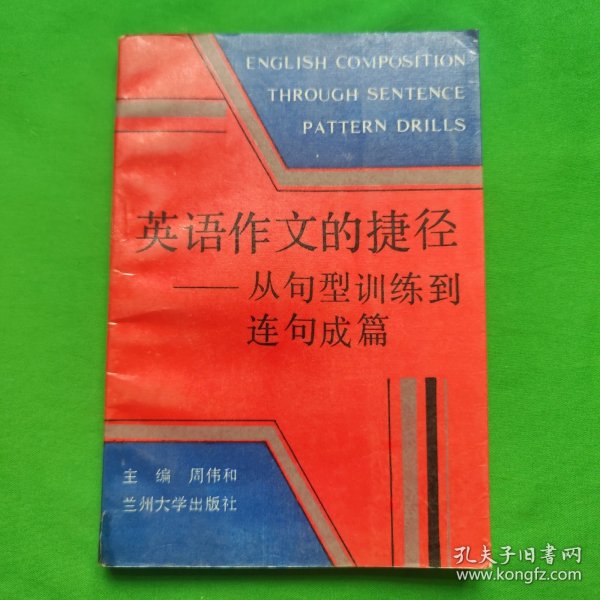 ENGLISH COMPOSITION
THROUGH SENTENCE
PATTERN DRILLS
英语作文的捷径
——从句型训练到
连句成篇
主 编 周伟和
兰州大学出版社
孔夫子旧书网
www.kongfz.com